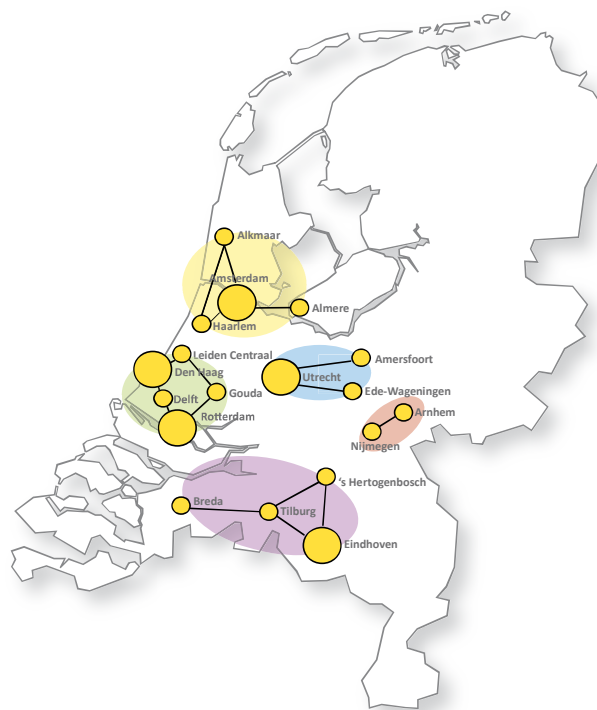 Alkmaar
Amsterdam
Almere
Haarlem
Leiden Centraal
Den Haag
Delft
Gouda
Rotterdam
Utrecht
Amersfoort
Ede-Wageningen
Arnhem
Nijmegen
's Hertogenbosch
Breda
Tilburg
Eindhoven